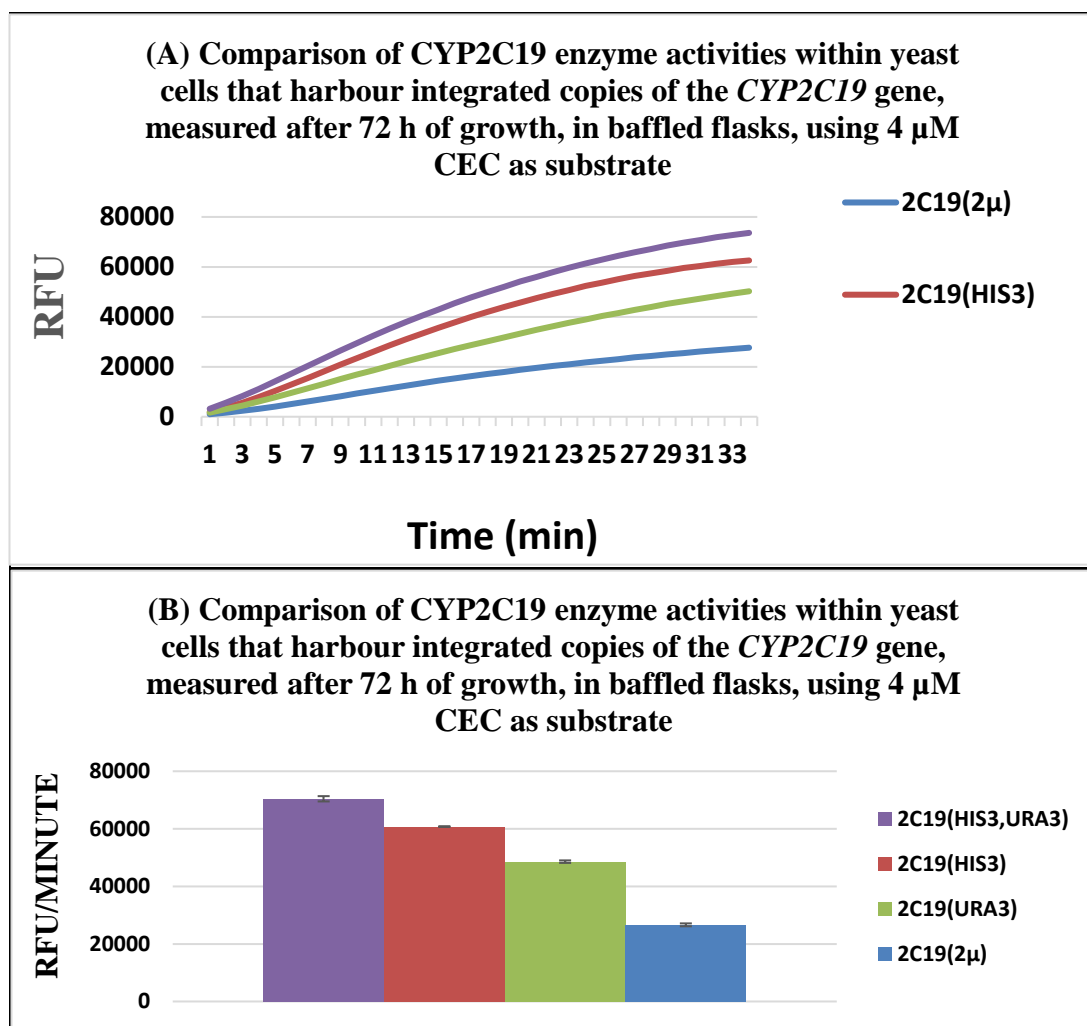 (A) Comparison of CYP2C19 enzyme activities within yeast
cells that harbour integrated copies of the CYP2C19 gene,
measured after 72 h of growth, in baffled flasks, using 4 µM
CEC as substrate
2C19(2µ)
2C19(HIS3)
RFU
80000
60000
40000
20000
0
1 3 5 7 9 11 13 15 17 19 21 23 25 27 29 31 33
Time (min)
(B) Comparison of CYP2C19 enzyme activities within yeast
cells that harbour integrated copies of the CYP2C19 gene,
measured after 72 h of growth, in baffled flasks, using 4 µM
CEC as substrate
RFU/MINUTE
80000
60000
40000
20000
0
2C19(HIS3,URA3)
2C19(HIS3)
2C19(URA3)
2C19(2µ)